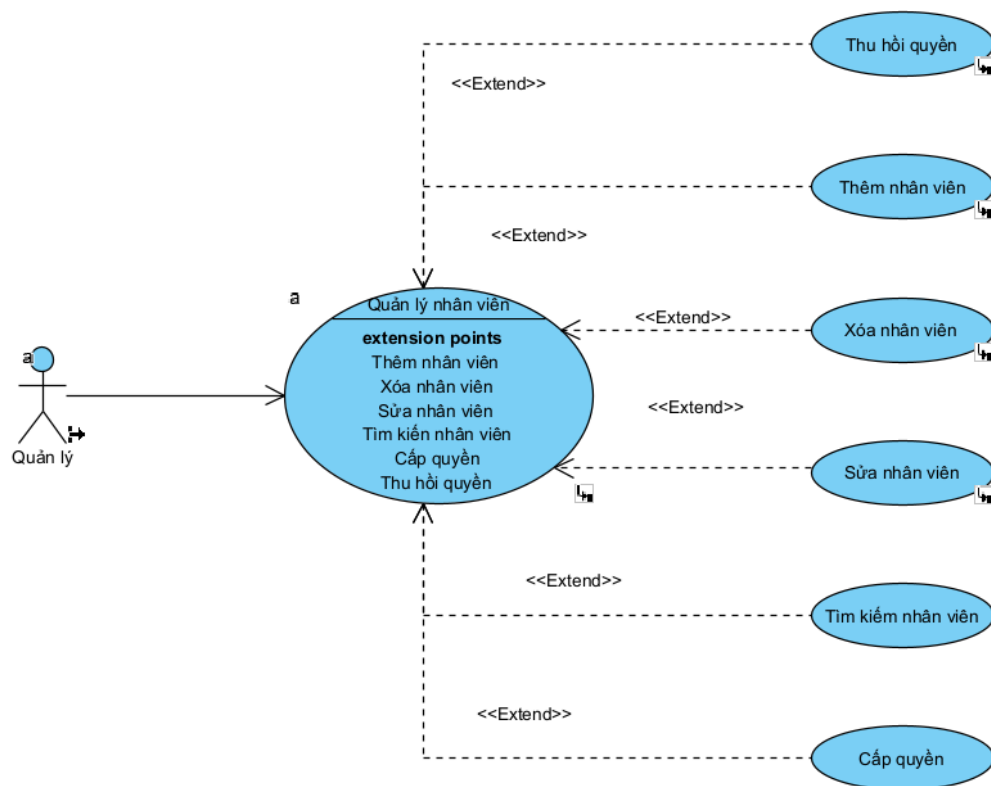 Thu hồi quyền
<<Extend>>
Thêm nhân viên
<<Extend>>
a
Quản lý nhân viên
extension points
Thêm nhân viên
Xóa nhân viên
Sửa nhân viên
Tìm kiến nhân viên
Cấp quyền
Thu hồi quyền
<<Extend>>
Xóa nhân viên
a
Quản lý
<<Extend>>
Sửa nhân viên
<<Extend>>
Tìm kiếm nhân viên
<<Extend>>
Cấp quyền